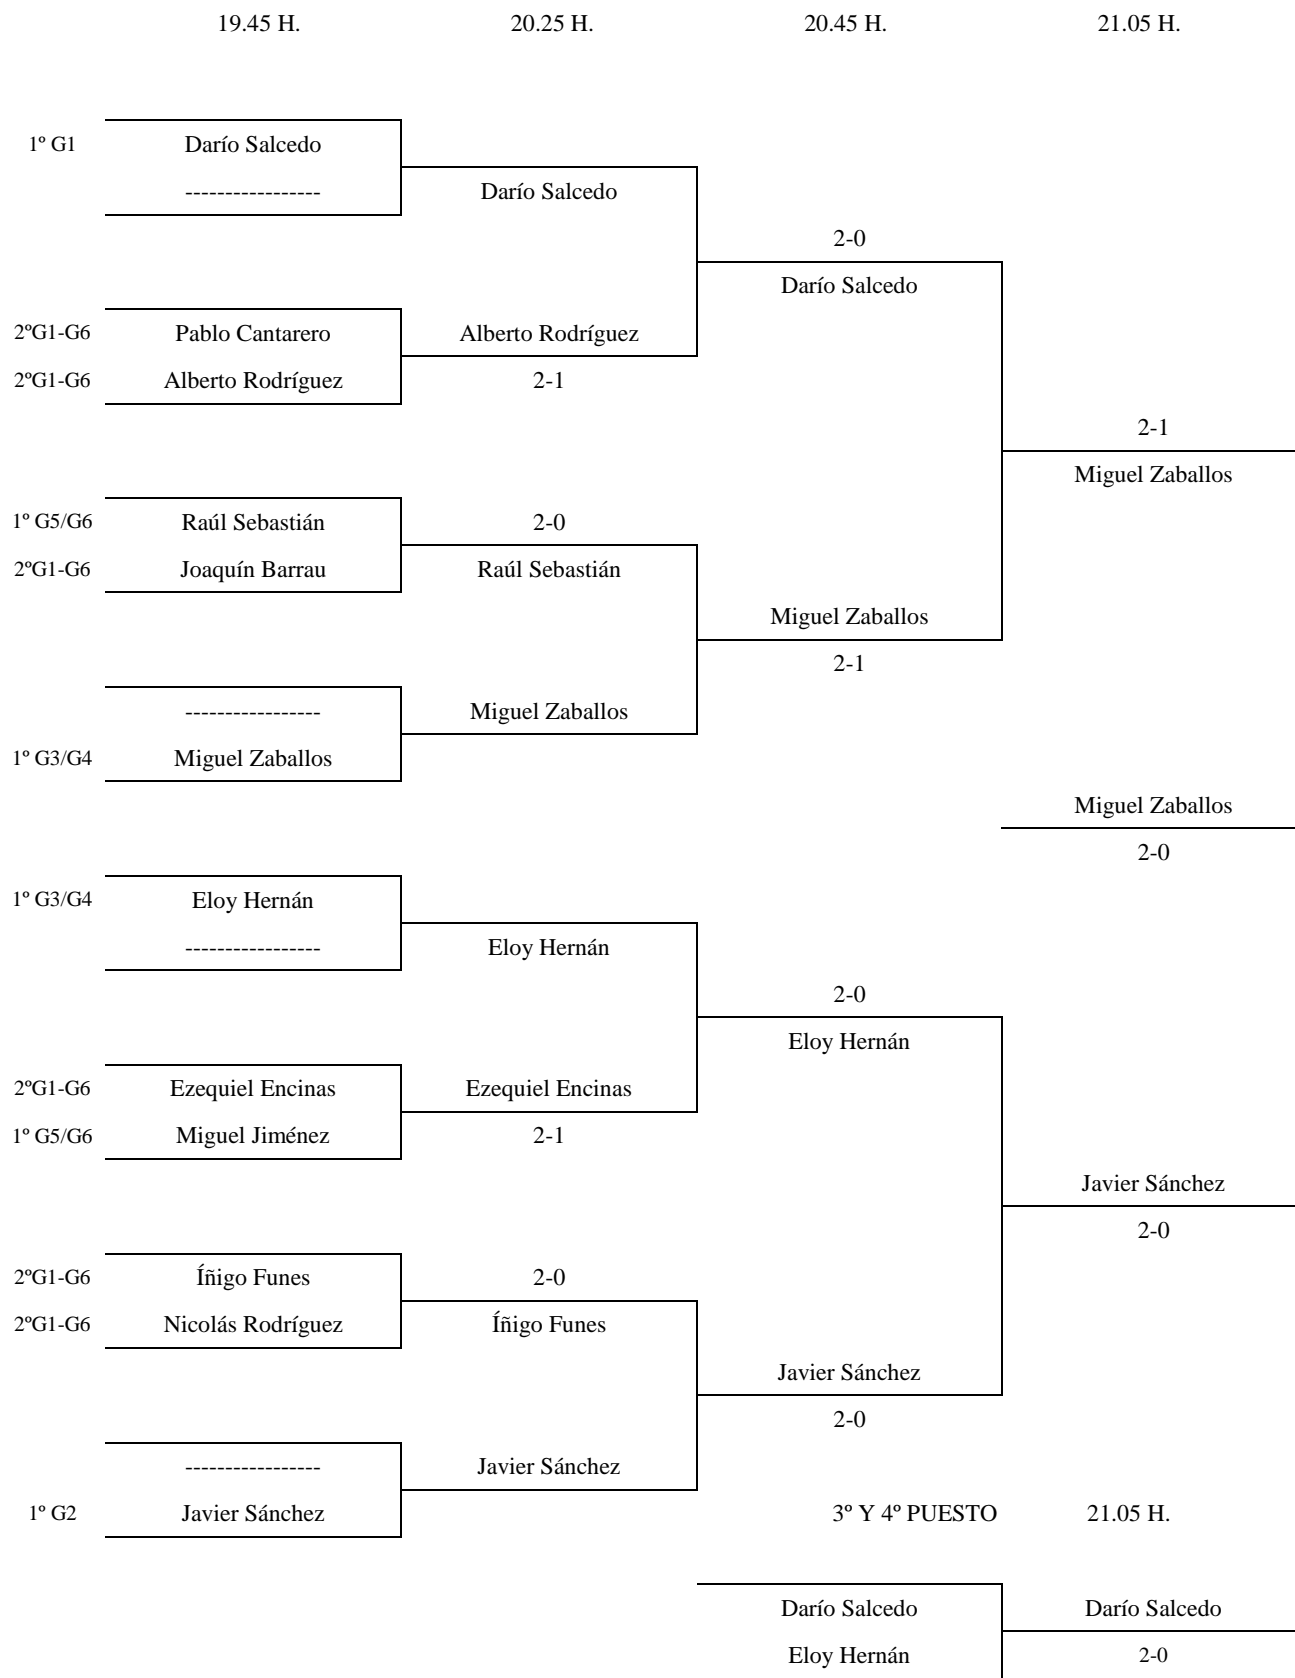 19.45 H. 20.25 H. 20.45 H. 21.05 H.
1º G1 Darío Salcedo
----------------- Darío Salcedo
2-0
Darío Salcedo
2ºG1-G6 Pablo Cantarero Alberto Rodríguez
2ºG1-G6 Alberto Rodríguez 2-1
2-1
Miguel Zaballos
1º G5/G6 Raúl Sebastián 2-0
2ºG1-G6 Joaquín Barrau Raúl Sebastián
Miguel Zaballos
2-1
----------------- Miguel Zaballos
1º G3/G4 Miguel Zaballos
Miguel Zaballos
2-0
1º G3/G4 Eloy Hernán
----------------- Eloy Hernán
2-0
Eloy Hernán
2ºG1-G6 Ezequiel Encinas Ezequiel Encinas
1º G5/G6 Miguel Jiménez 2-1
Javier Sánchez
2-0
2ºG1-G6 Íñigo Funes 2-0
2ºG1-G6 Nicolás Rodríguez Íñigo Funes
Javier Sánchez
2-0
----------------- Javier Sánchez
1º G2 Javier Sánchez 3º Y 4º PUESTO 21.05 H.
Darío Salcedo Darío Salcedo
Eloy Hernán 2-0